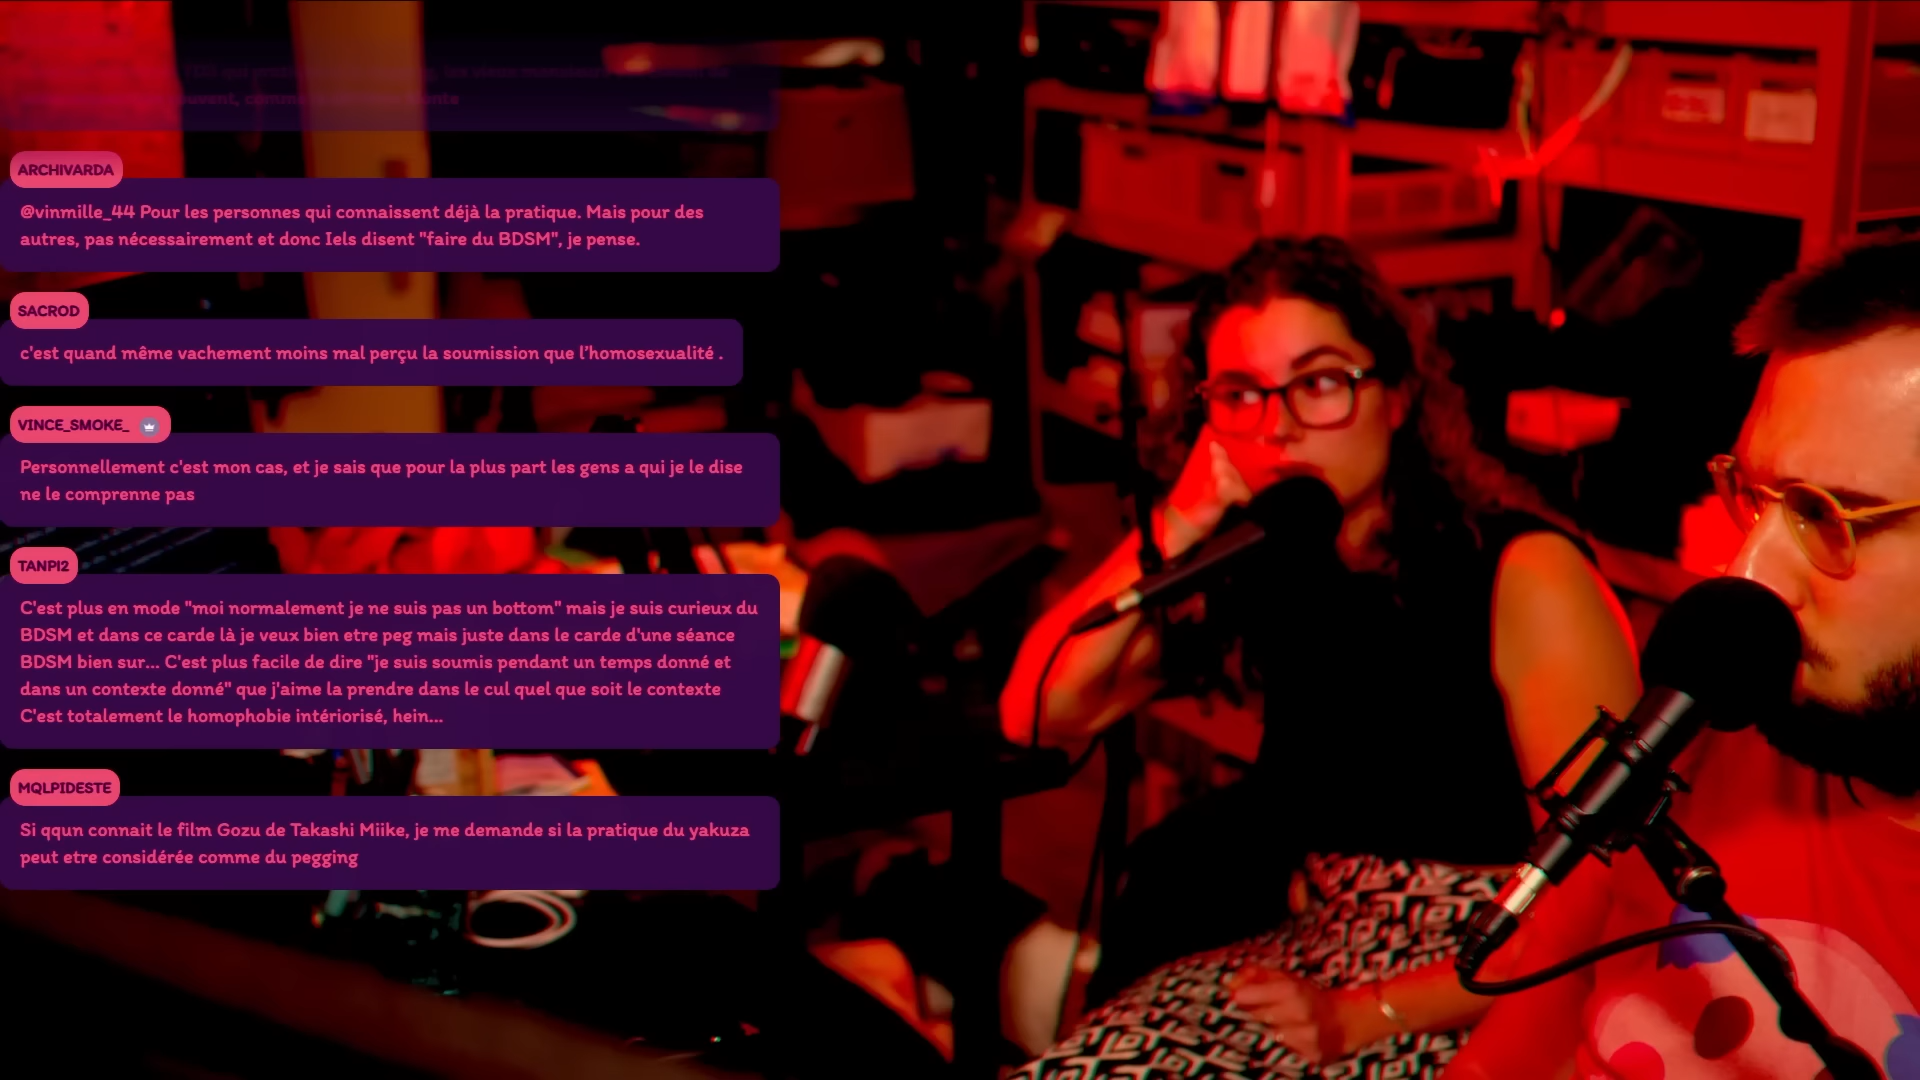 ARCHIVARDA
@vinmille_44 Pour les personnes qui connaissent déjà la pratique. Mais pour des
autres, pas nécessairement et donc Iels disent "faire du BDSM", je pense.
SACROD
c'est quand même vachement moins mal perçu la soumission que l'homosexualité .
VINCE_SMOKE_
Personnellement c'est mon cas, et je sais que pour la plus part les gens a qui je le dise
ne le comprenne pas
TANPI2
C'est plus en mode "moi normalement je ne suis pas un bottom" mais je suis curieux du
BDSM et dans ce carde là je veux bien etre peg mais juste dans le carde d'une séance
BDSM bien sur... C'est plus facile de dire "je suis soumis pendant un temps donné et
dans un contexte donné" que j'aime la prendre dans le cul quel que soit le contexte
C'est totalement le homophobie intériorisé, hein...
MQLPIDESTE
Si qqun connait le film Gozu de Takashi Miike, je me demande si la pratique du yakuza
peut etre considérée comme du pegging